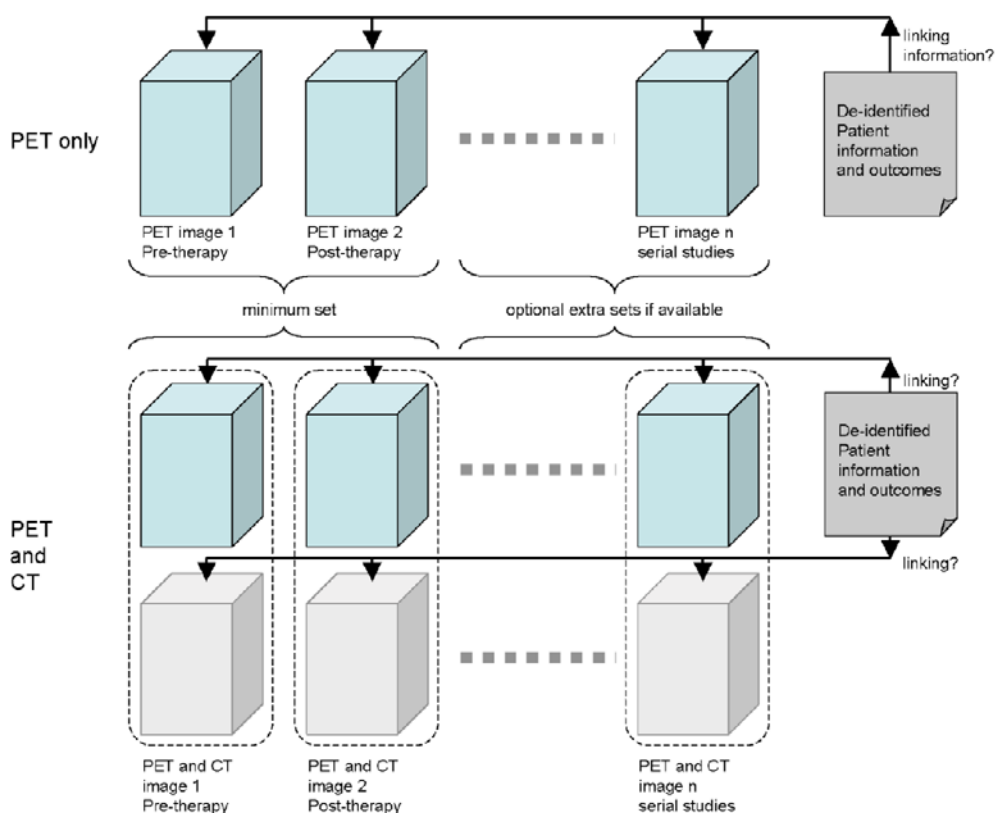 linking
information?
De-identified
Patient
information
and outcomes
PET only
PET image 1
Pre-therapy
PET image 2
Post-therapy
PET image n
serial studies
minimum set
optional extra sets if available
linking?
De-identified
Patient
information
and outcomes
PET
and
CT
linking?
PET and CT
image 1
Pre-therapy
PET and CT
image 2
Post-therapy
PET and CT
image n
serial studies